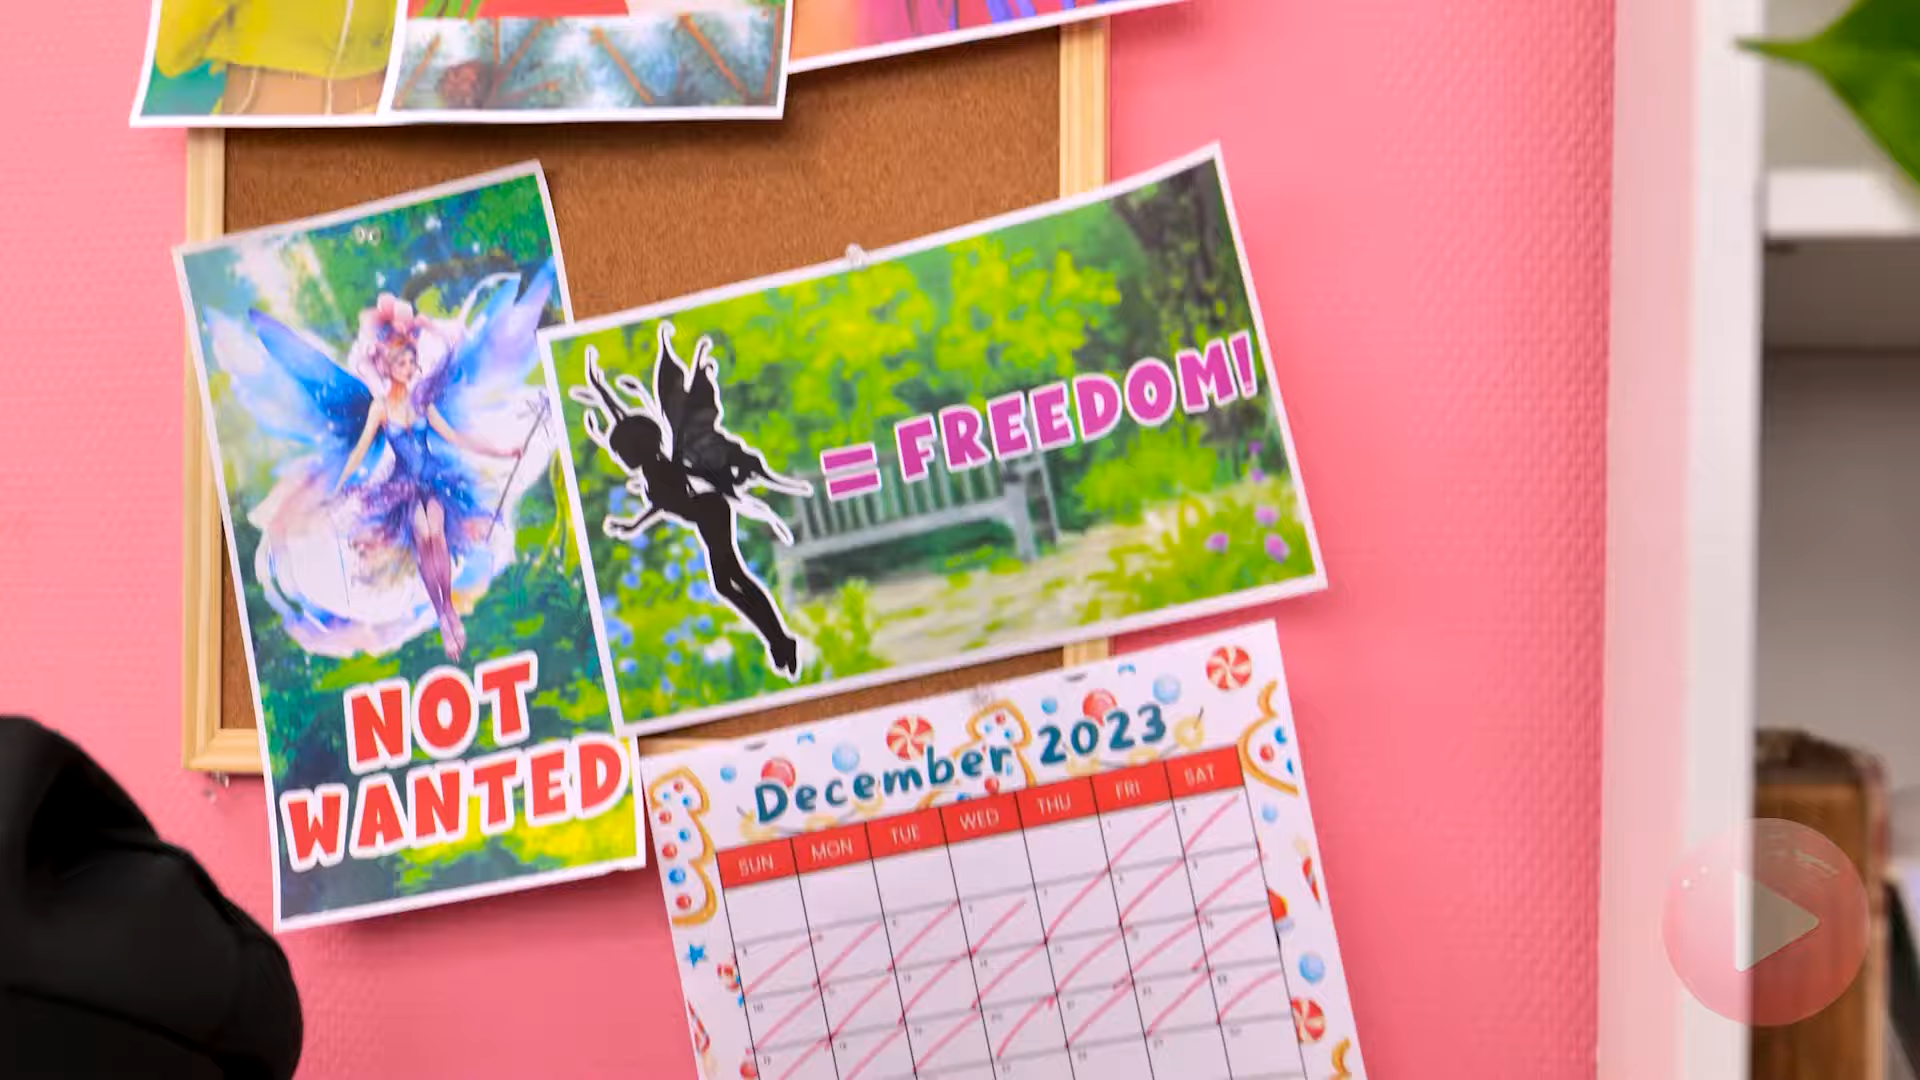 = FREEDOM!
NOT
WANTED
December 2023
SUN MON TUE WED THU FRI SAT